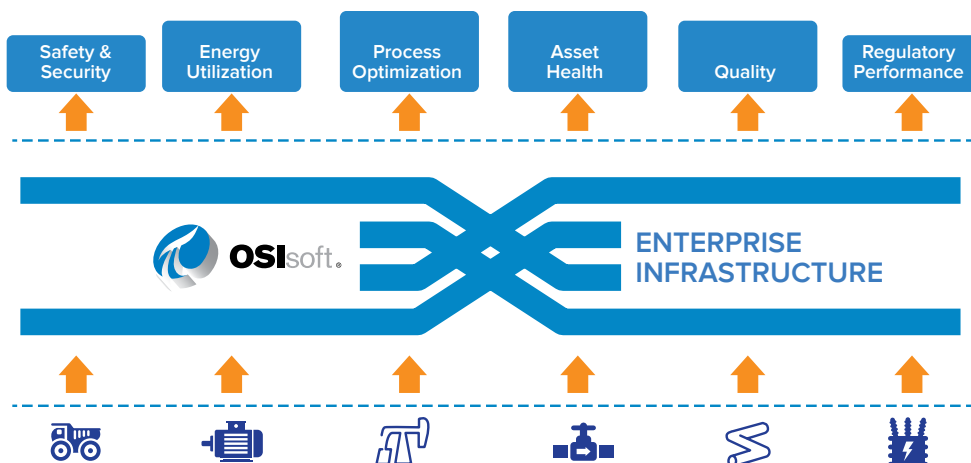 Safety &
Security
Energy
Utilization
Process
Optimization
Asset
Health
Quality
Regulatory
Performance
OSIsoft®
ENTERPRISE
INFRASTRUCTURE